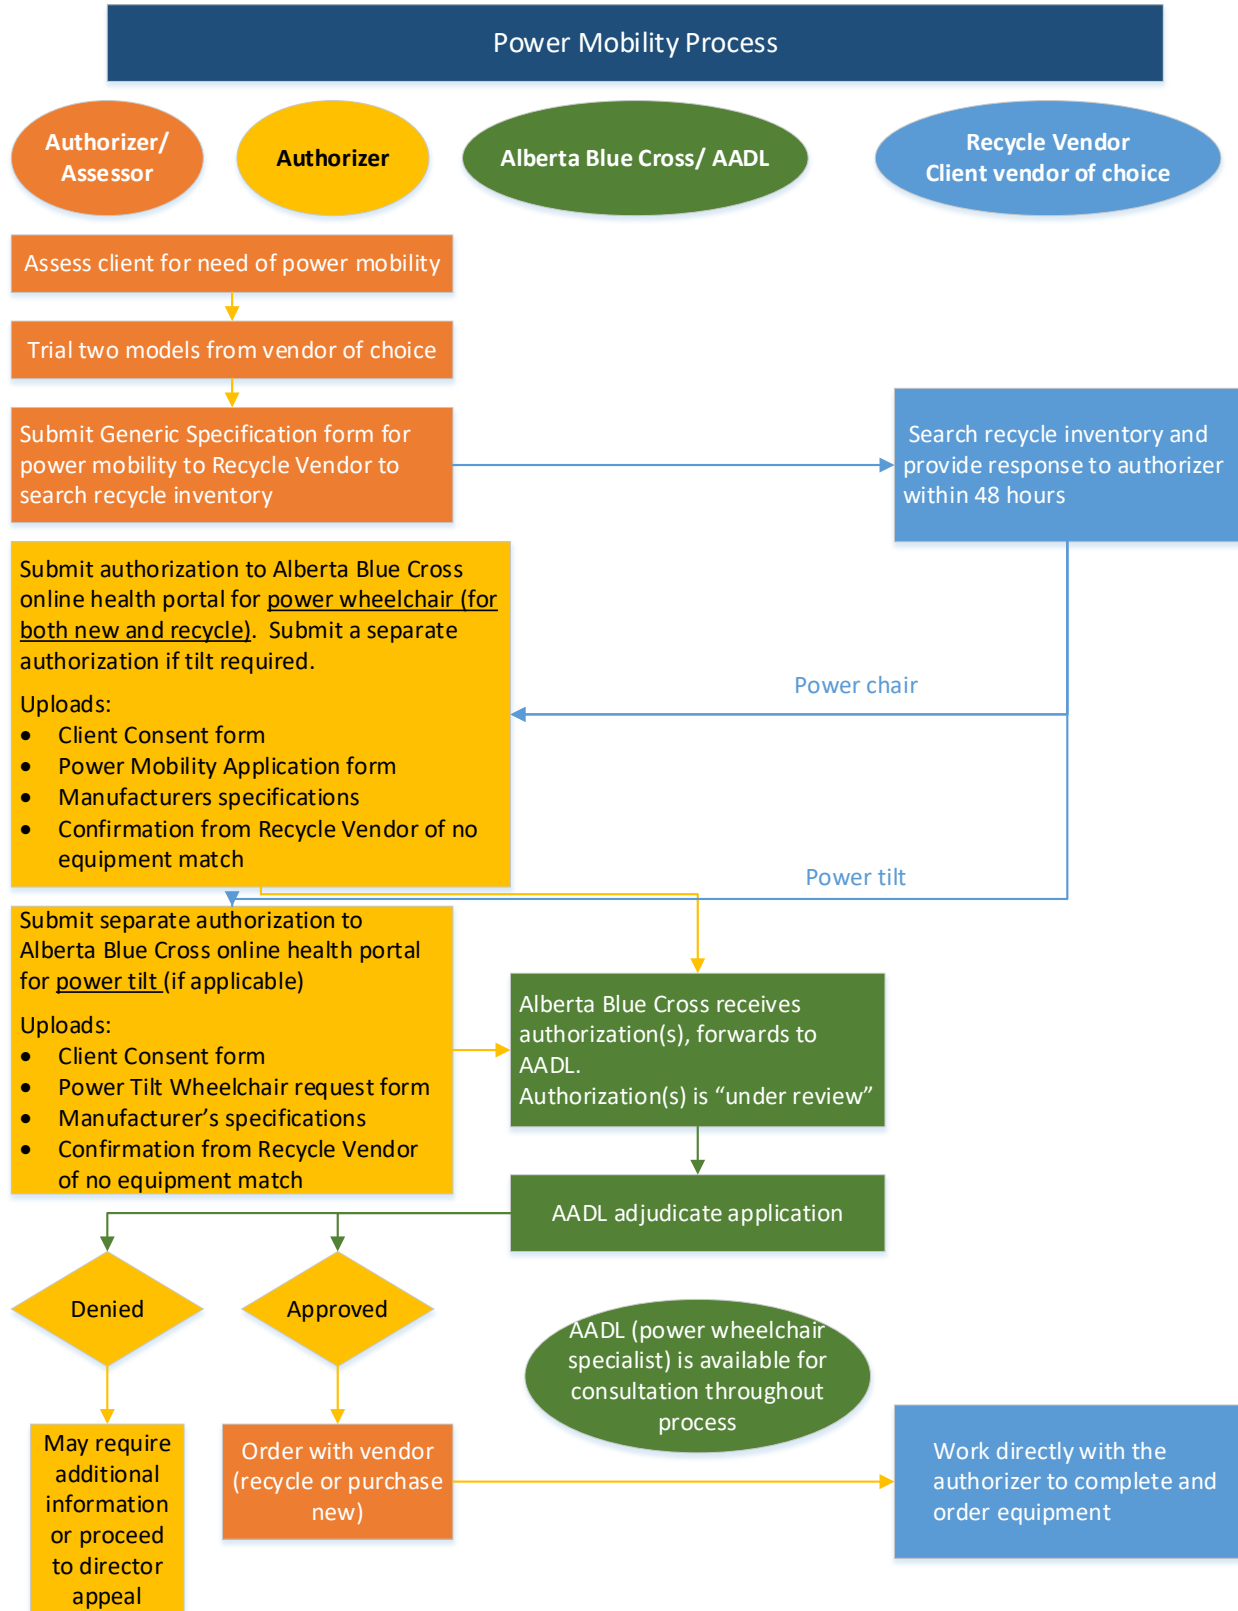 Power Mobility Process
Authorizer/
Assessor
Authorizer
Alberta Blue Cross/ AADL
Recycle Vendor
Client vendor of choice
Assess client for need of power mobility
Trial two models from vendor of choice
Submit Generic Specification form for
power mobility to Recycle Vendor to
search recycle inventory
Search recycle inventory and
provide response to authorizer
within 48 hours
Submit authorization to Alberta Blue Cross
online health portal for power wheelchair (for
both new and recycle).  Submit a separate
authorization if tilt required.
Uploads:
• Client Consent form
• Power Mobility Application form
• Manufacturers specifications
• Confirmation from Recycle Vendor of no
equipment match
Power chair
Power tilt
Submit separate authorization to
Alberta Blue Cross online health portal
for power tilt (if applicable)
Uploads:
• Client Consent form
• Power Tilt Wheelchair request form
• Manufacturer’s specifications
• Confirmation from Recycle Vendor
of no equipment match
Alberta Blue Cross receives
authorization(s), forwards to
AADL.
Authorization(s) is “under review”
AADL adjudicate application
Denied
Approved
AADL (power wheelchair
specialist) is available for
consultation throughout
process
May require
additional
information
or proceed
to director
appeal
Order with vendor
(recycle or purchase
new)
Work directly with the
authorizer to complete and
order equipment